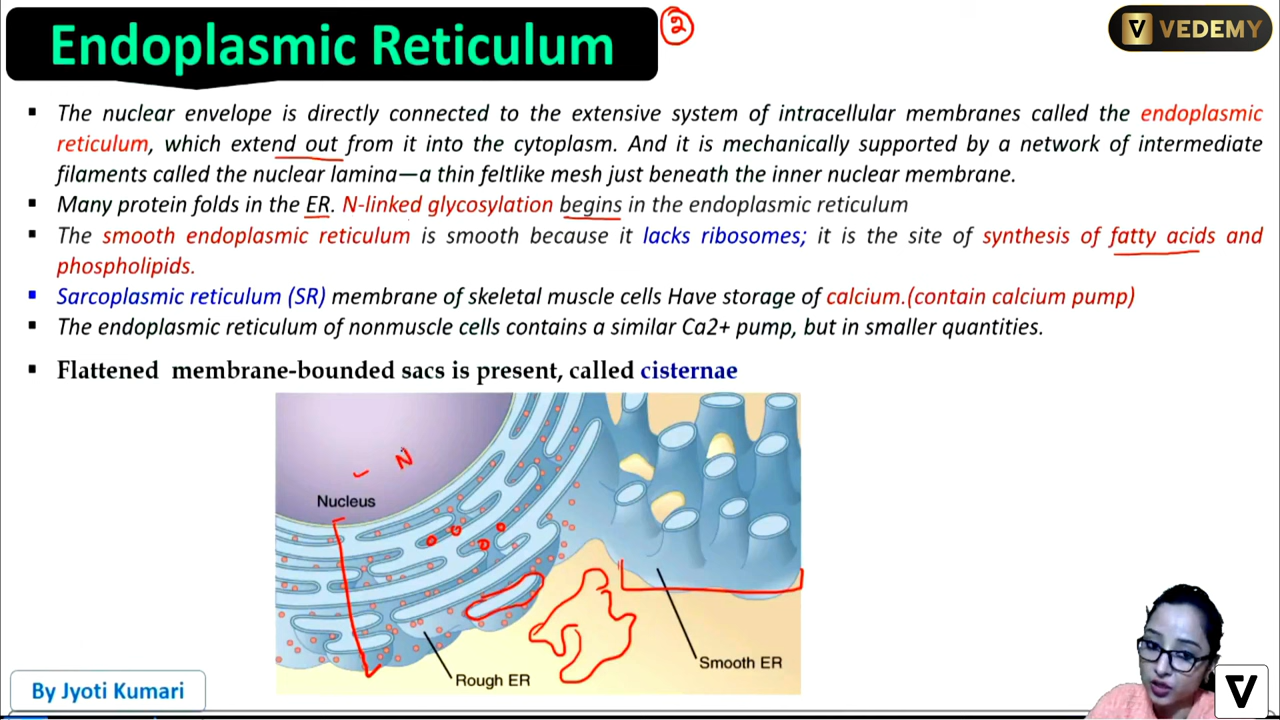 Endoplasmic Reticulum
2
VEDEMY
▪ The nuclear envelope is directly connected to the extensive system of intracellular membranes called the endoplasmic
reticulum, which extend out from it into the cytoplasm. And it is mechanically supported by a network of intermediate
filaments called the nuclear lamina—a thin feltlike mesh just beneath the inner nuclear membrane.
▪ Many protein folds in the ER. N-linked glycosylation begins in the endoplasmic reticulum
▪ The smooth endoplasmic reticulum is smooth because it lacks ribosomes; it is the site of synthesis of fatty acids and
phospholipids.
▪ Sarcoplasmic reticulum (SR) membrane of skeletal muscle cells Have storage of calcium.(contain calcium pump)
▪ The endoplasmic reticulum of nonmuscle cells contains a similar Ca2+ pump, but in smaller quantities.
▪ Flattened membrane-bounded sacs is present, called cisternae
N
Nucleus
Smooth ER
Rough ER
By Jyoti Kumari